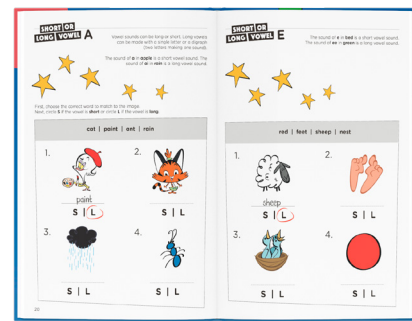 SHORT OR
LONG VOWEL A
Vowel sounds can be long or short. Long vowels
can be made with a single letter or a digraph
(two letters making one sound).
The sound of a in apple is a short vowel sound. The
sound of ai in rain is a long vowel sound.
First, choose the correct word to match to the image.
Next, circle S if the vowel is short or circle L if the vowel is long.
cat | paint | ant | rain
1.
2.
paint
S | L
S | L
3.
4.
S | L
S | L
20
SHORT OR
LONG VOWEL E
The sound of e in bed is a short vowel sound.
The sound of ee in green is a long vowel sound.
red | feet | sheep | nest
1.
2.
sheep
S | L
S | L
3.
4.
S | L
S | L